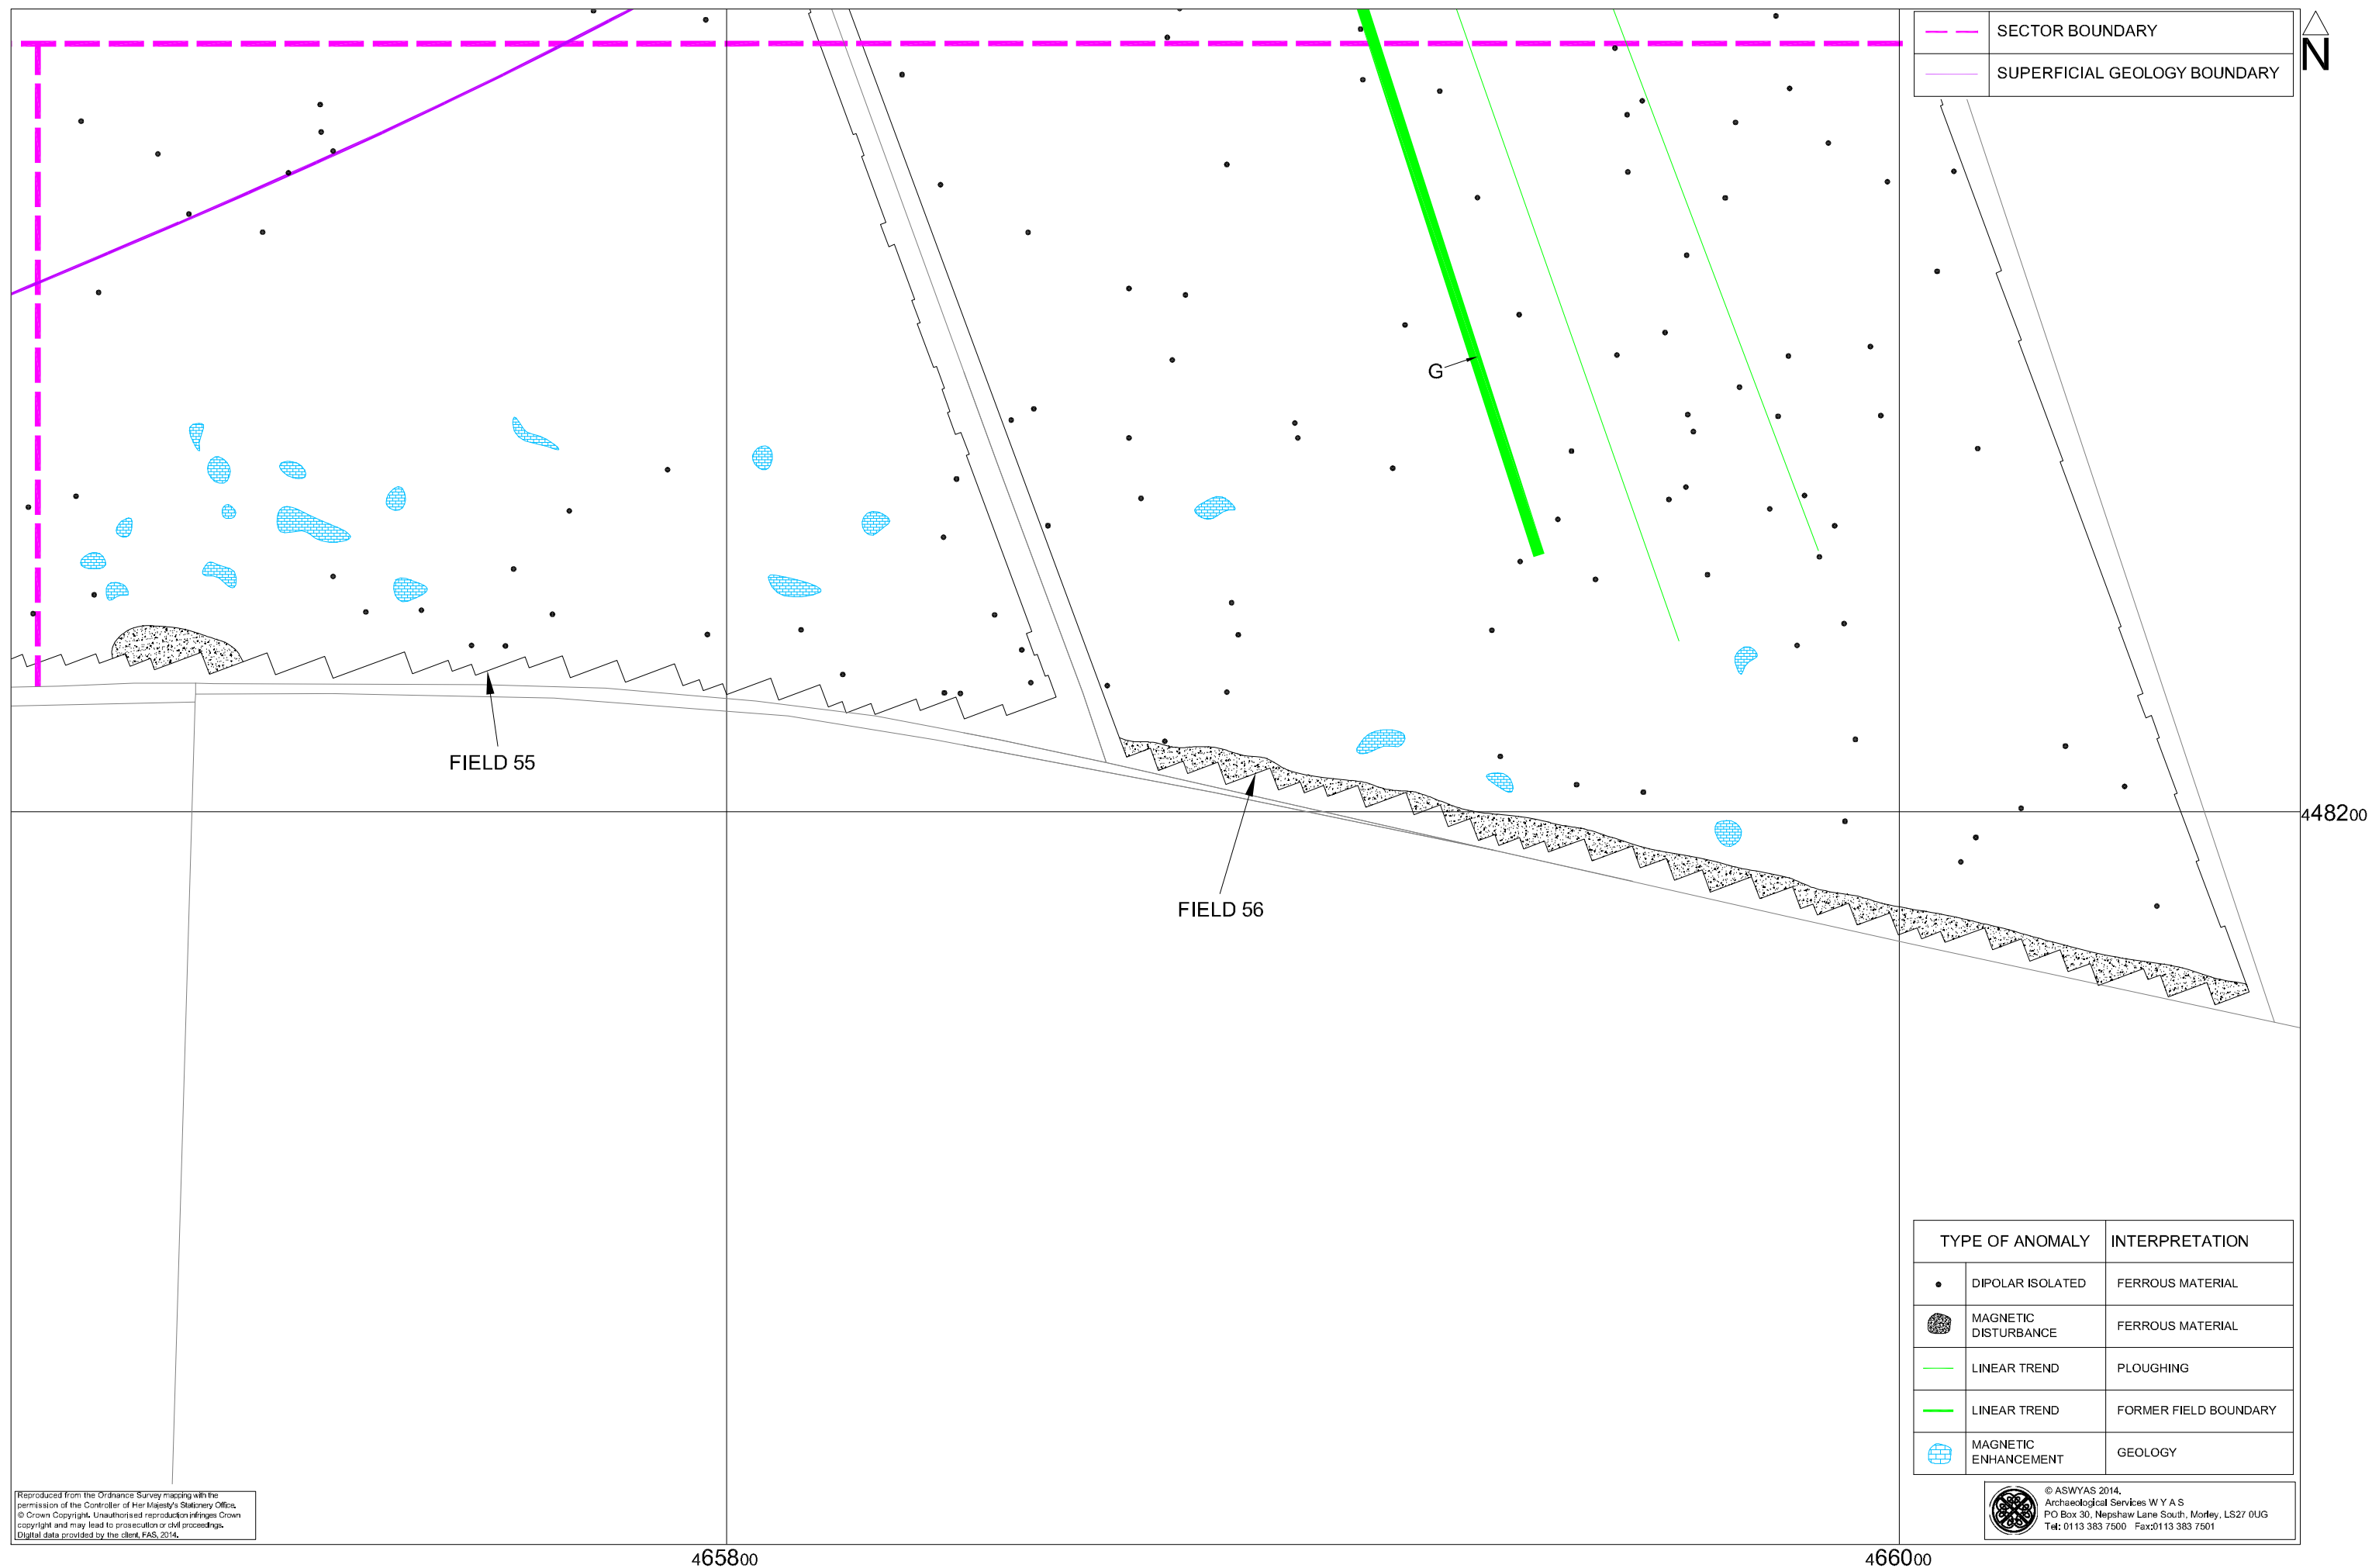 SECTOR BOUNDARY
SUPERFICIAL GEOLOGY BOUNDARY
N
G
FIELD 55
FIELD 56
448200
TYPE OF ANOMALY INTERPRETATION
DIPOLAR ISOLATED FERROUS MATERIAL
MAGNETIC
DISTURBANCE
FERROUS MATERIAL
LINEAR TREND PLOUGHING
LINEAR TREND FORMER FIELD BOUNDARY
MAGNETIC
ENHANCEMENT
GEOLOGY
Reproduced from the Ordnance Survey mapping with the
permission of the Controller of Her Majesty's Stationery Office.
© Crown Copyright. Unauthorised reproduction infringes Crown
copyright and may lead to prosecution or civil proceedings.
Digital data provided by the client, FAS, 2014.
© ASWYAS 2014.
Archaeological Services W Y A S
PO Box 30, Nepshaw Lane South, Morley, LS27 0UG
Tel: 0113 383 7500 Fax:0113 383 7501
465800
466000